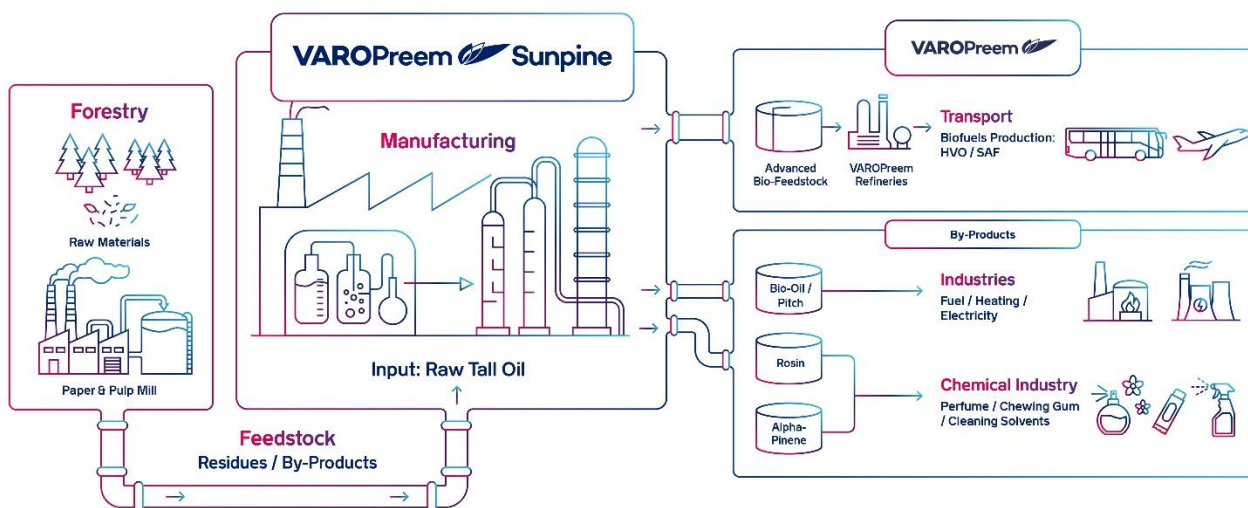 Forestry
Raw Materials
Paper & Pulp Mill
Feedstock
Residues / By-Products
VAROPreem Sunpine
Manufacturing
Input: Raw Tall Oil
VAROPreem
Advanced
Bio-Feedstock
VAROPreem
Refineries
Transport
Biofuels Production:
HVO / SAF
By-Products
Bio-Oil /
Pitch
Industries
Fuel / Heating /
Electricity
Rosin
Alpha-
Pinene
Chemical Industry
Perfume / Chewing Gum
/ Cleaning Solvents